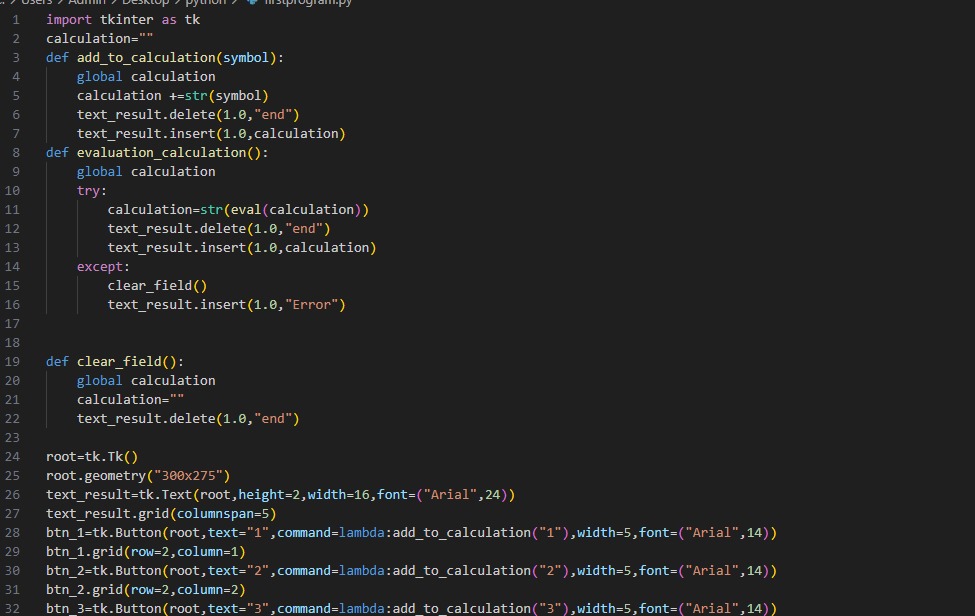 Users > Admin > Desktop > python > firstprogram.py
1 import tkinter as tk
2 calculation=""
3 def add_to_calculation(symbol):
4     global calculation
5     calculation +=str(symbol)
6     text_result.delete(1.0,"end")
7     text_result.insert(1.0,calculation)
8 def evaluation_calculation():
9     global calculation
10     try:
11         calculation=str(eval(calculation))
12         text_result.delete(1.0,"end")
13         text_result.insert(1.0,calculation)
14     except:
15         clear_field()
16         text_result.insert(1.0,"Error")
17
18
19 def clear_field():
20     global calculation
21     calculation=""
22     text_result.delete(1.0,"end")
23
24 root=tk.Tk()
25 root.geometry("300x275")
26 text_result=tk.Text(root,height=2,width=16,font=("Arial",24))
27 text_result.grid(columnspan=5)
28 btn_1=tk.Button(root,text="1",command=lambda:add_to_calculation("1"),width=5,font=("Arial",14))
29 btn_1.grid(row=2,column=1)
30 btn_2=tk.Button(root,text="2",command=lambda:add_to_calculation("2"),width=5,font=("Arial",14))
31 btn_2.grid(row=2,column=2)
32 btn_3=tk.Button(root,text="3",command=lambda:add_to_calculation("3"),width=5,font=("Arial",14))